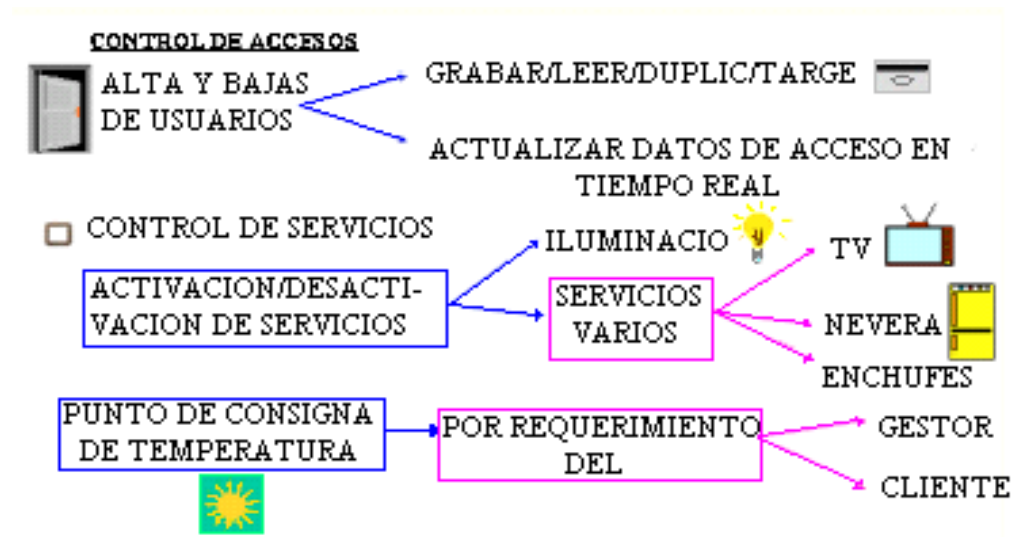 CONTROL DE ACCESOS
ALTA Y BAJAS
DE USUARIOS
GRABAR/LEER/DUPLIC/TARGE
ACTUALIZAR DATOS DE ACCESO EN
TIEMPO REAL
CONTROL DE SERVICIOS
ILUMINACIO
TV
ACTIVACION/DESACTI-
VACION DE SERVICIOS
SERVICIOS
VARIOS
NEVERA
ENCHUFES
PUNTO DE CONSIGNA
DE TEMPERATURA
POR REQUERIMIENTO
DEL
GESTOR
CLIENTE